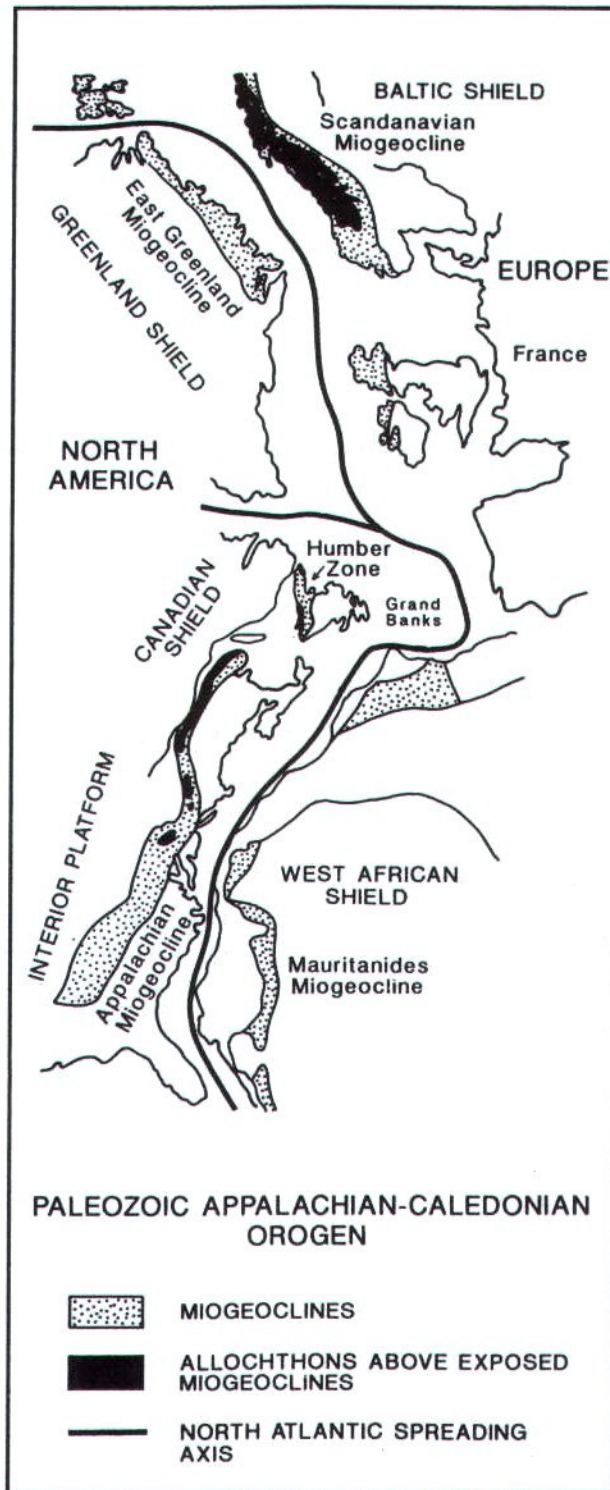 BALTIC SHIELD
Scandanavian
Miogeocline
East Greenland
Miogeocline
GREENLAND SHIELD
EUROPE
France
NORTH
AMERICA
Humber
Zone
Grand
Banks
CANADIAN
SHIELD
INTERIOR PLATFORM
Appalachian
Miogeocline
WEST AFRICAN
SHIELD
Mauritanides
Miogeocline
PALEOZOIC APPALACHIAN-CALEDONIAN
OROGEN
MIOGEOCLINES
ALLOCHTHONS ABOVE EXPOSED
MIOGEOCLINES
NORTH ATLANTIC SPREADING
AXIS